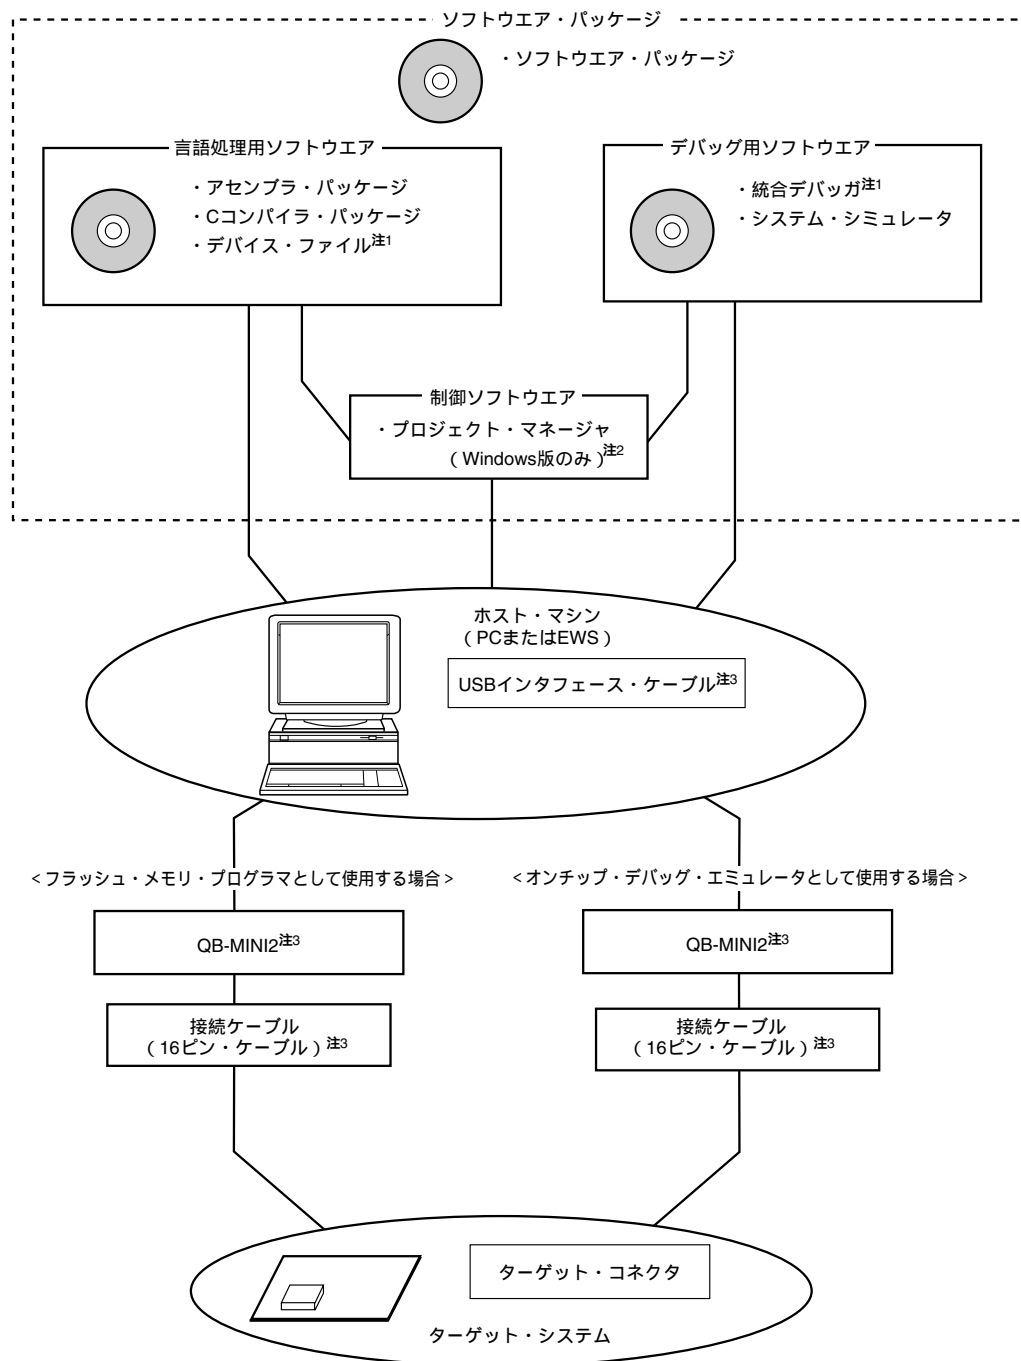 ソフトウエア・パッケージ
・ソフトウエア・パッケージ
言語処理用ソフトウエア
・アセンブラ・パッケージ
・Cコンパイラ・パッケージ
・デバイス・ファイル注1
デバッグ用ソフトウエア
・統合デバッガ注1
・システム・シミュレータ
制御ソフトウエア
・プロジェクト・マネージャ
（Windows版のみ）注2
ホスト・マシン
（PCまたはEWS）
USBインタフェース・ケーブル注3
<フラッシュ・メモリ・プログラマとして使用する場合>
<オンチップ・デバッグ・エミュレータとして使用する場合>
QB-MINI2注3
QB-MINI2注3
接続ケーブル
（16ピン・ケーブル）注3
接続ケーブル
（16ピン・ケーブル）注3
ターゲット・コネクタ
ターゲット・システム